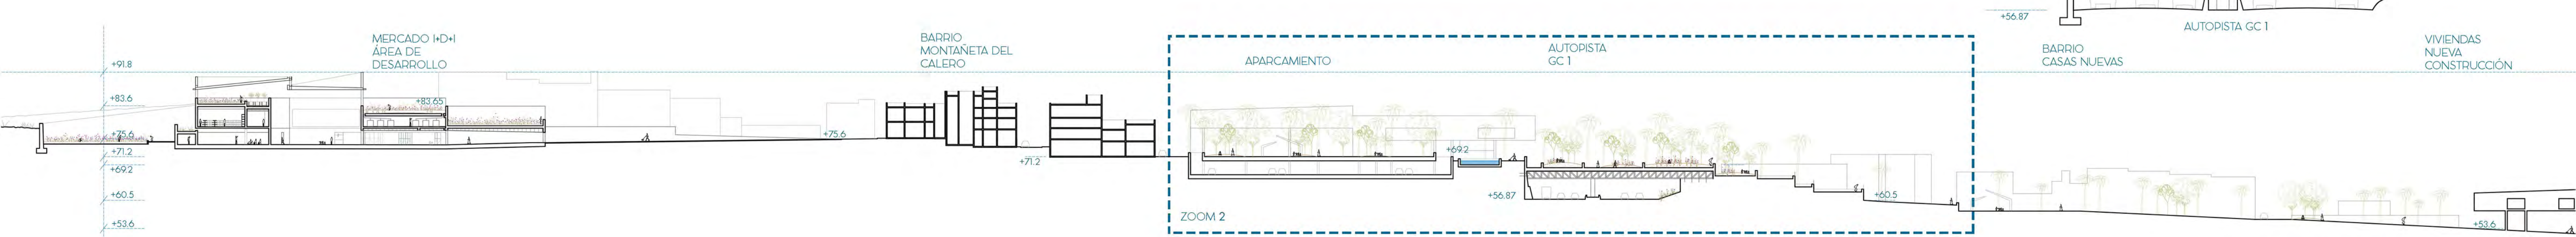 +56.87
AUTOPISTA GC 1
MERCADO I+D+I
ÁREA DE
DESARROLLO
BARRIO
MONTAÑETA DEL
CALERO
APARCAMIENTO
AUTOPISTA
GC 1
BARRIO
CASAS NUEVAS
VIVIENDAS
NUEVA
CONSTRUCCIÓN
+91.8
+83.6
+83.65
+75.6
+75.6
+71.2
+71.2
+69.2
+69.2
+60.5
+56.87
+60.5
+53.6
+53.6
ZOOM 2